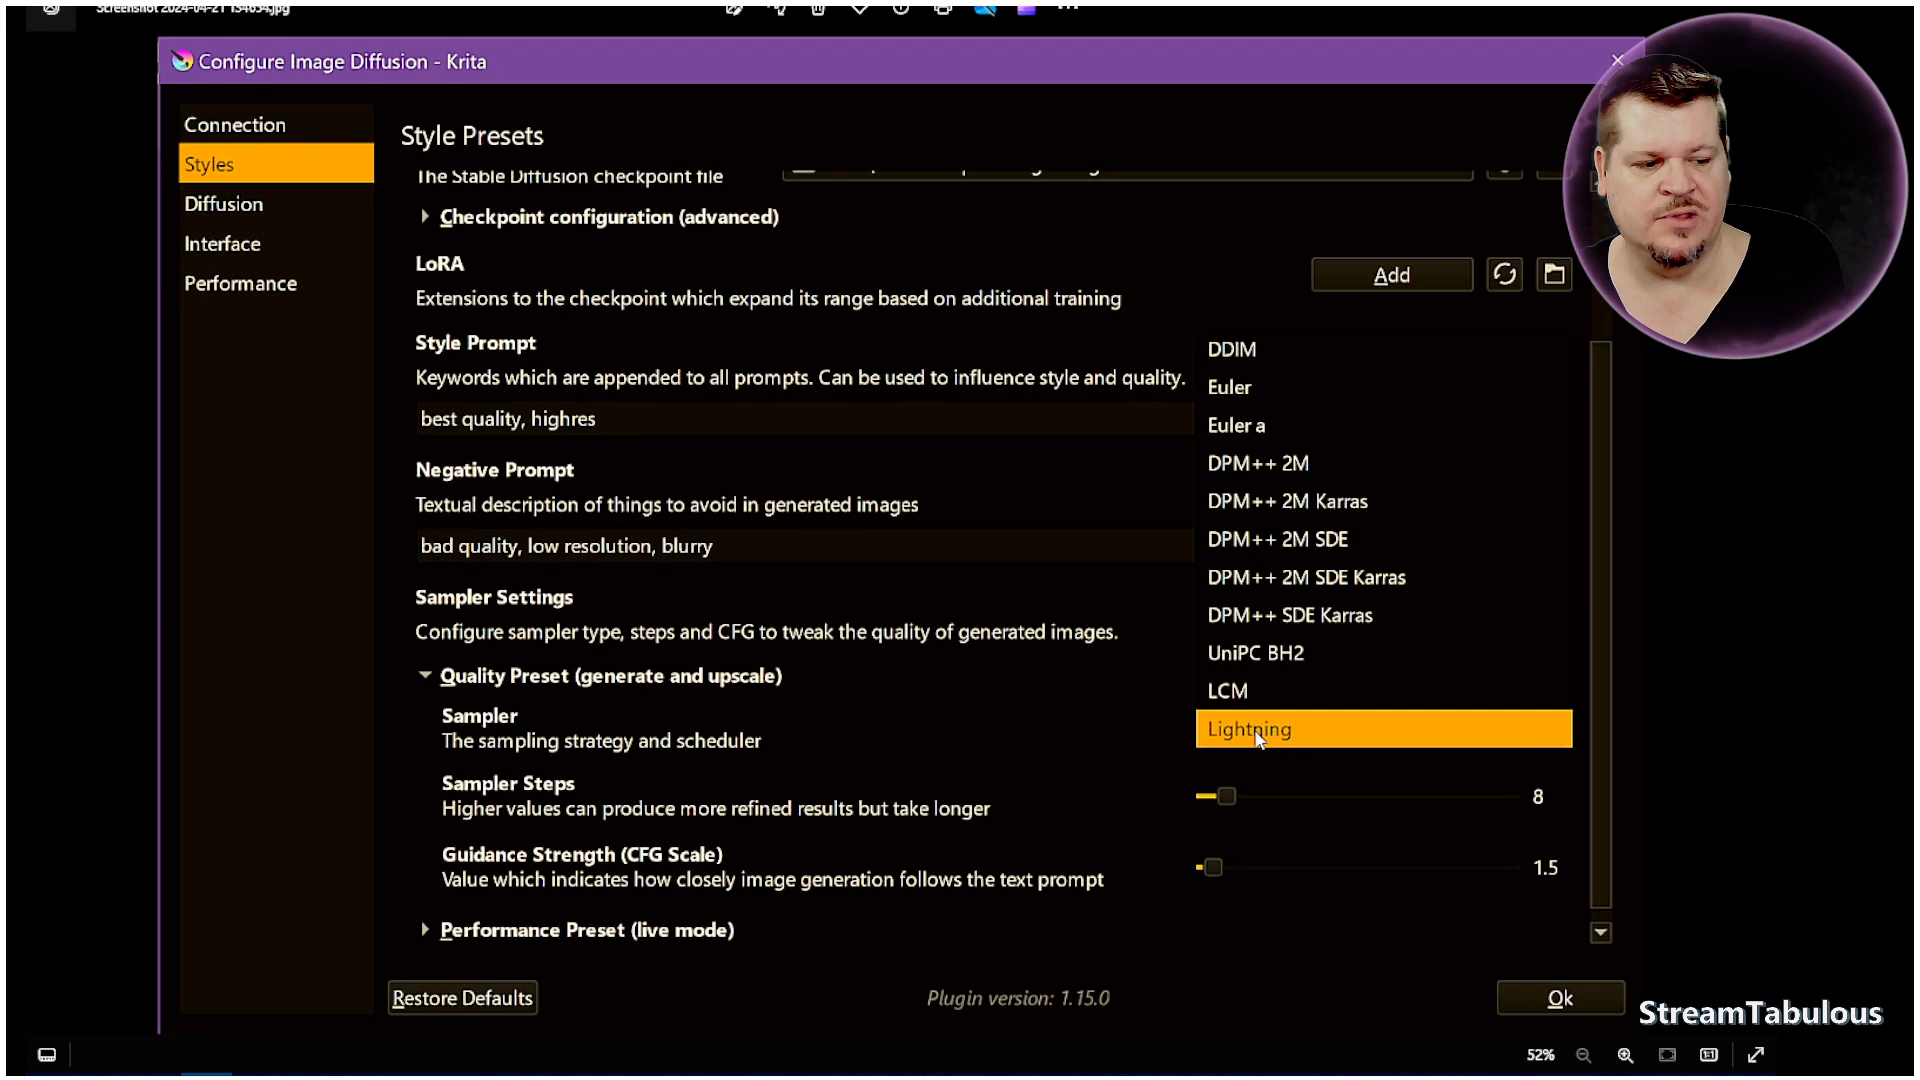 Screenshot 2024-04-21 134634.jpg
Configure Image Diffusion - Krita
Connection
Styles
Diffusion
Interface
Performance
Style Presets
The Stable Diffusion checkpoint file
Checkpoint configuration (advanced)
LoRA
Add
Extensions to the checkpoint which expand its range based on additional training
Style Prompt
Keywords which are appended to all prompts. Can be used to influence style and quality.
best quality, highres
Negative Prompt
Textual description of things to avoid in generated images
bad quality, low resolution, blurry
Sampler Settings
Configure sampler type, steps and CFG to tweak the quality of generated images.
Quality Preset (generate and upscale)
Sampler
The sampling strategy and scheduler
DDIM
Euler
Euler a
DPM++ 2M
DPM++ 2M Karras
DPM++ 2M SDE
DPM++ 2M SDE Karras
DPM++ SDE Karras
UniPC BH2
LCM
Lightning
Sampler Steps
Higher values can produce more refined results but take longer
8
Guidance Strength (CFG Scale)
Value which indicates how closely image generation follows the text prompt
1.5
Performance Preset (live mode)
Restore Defaults
Plugin version: 1.15.0
Ok
StreamTabulous
52%